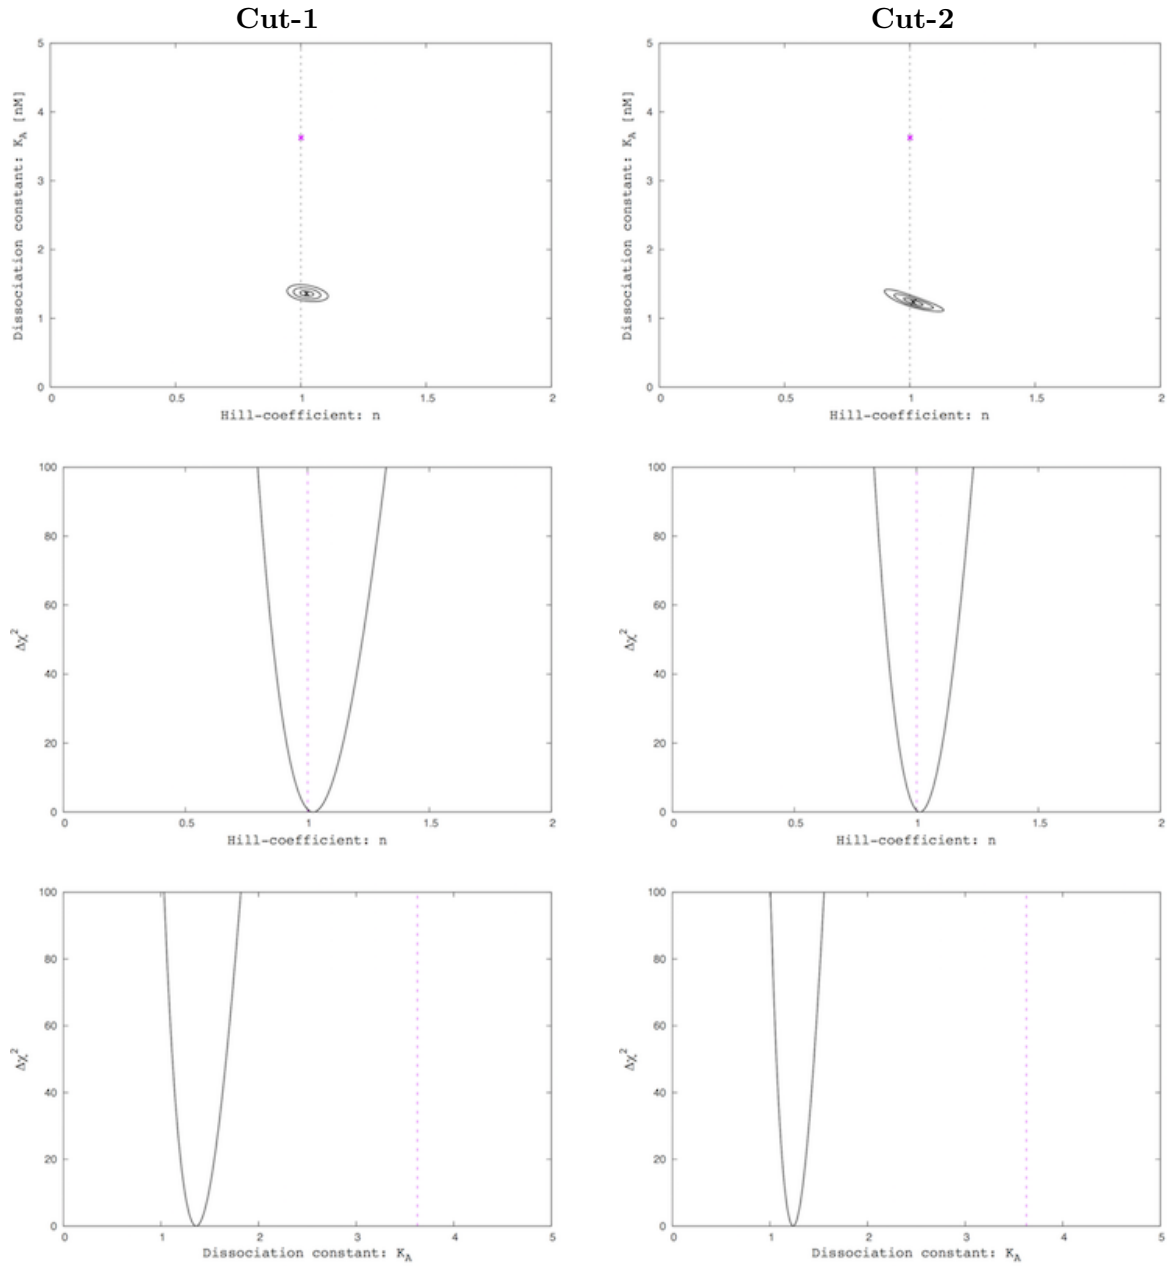 Cut-1
Cut-2
Dissociation constant: K_A [nM]
5
4
3
2
1
0
0 0.5 1 1.5 2
Hill-coefficient: n
Dissociation constant: K_A [nM]
5
4
3
2
1
0
0 0.5 1 1.5 2
Hill-coefficient: n
Δχ²
100
80
60
40
20
0
0 0.5 1 1.5 2
Hill-coefficient: n
Δχ²
100
80
60
40
20
0
0 0.5 1 1.5 2
Hill-coefficient: n
Δχ²
100
80
60
40
20
0
0 1 2 3 4 5
Dissociation constant: K_A
Δχ²
100
80
60
40
20
0
0 1 2 3 4 5
Dissociation constant: K_A